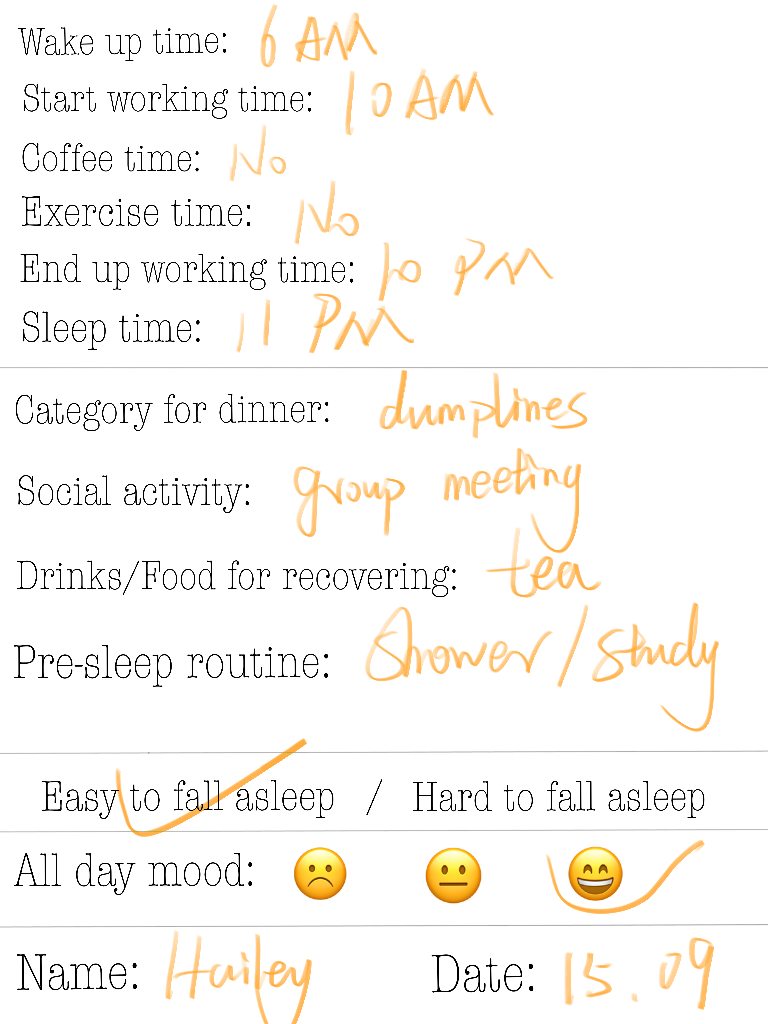 Wake up time: 6 AM
Start working time: 10 AM
Coffee time: No
Exercise time: No
End up working time: 10 PM
Sleep time: 11 PM
Category for dinner: dumplines
Social activity: group meeting
Drinks/Food for recovering: tea
Pre-sleep routine: Shower/study
Easy to fall asleep / Hard to fall asleep
All day mood: ☹️ 😐 😄
Name: Hailey Date: 15.09